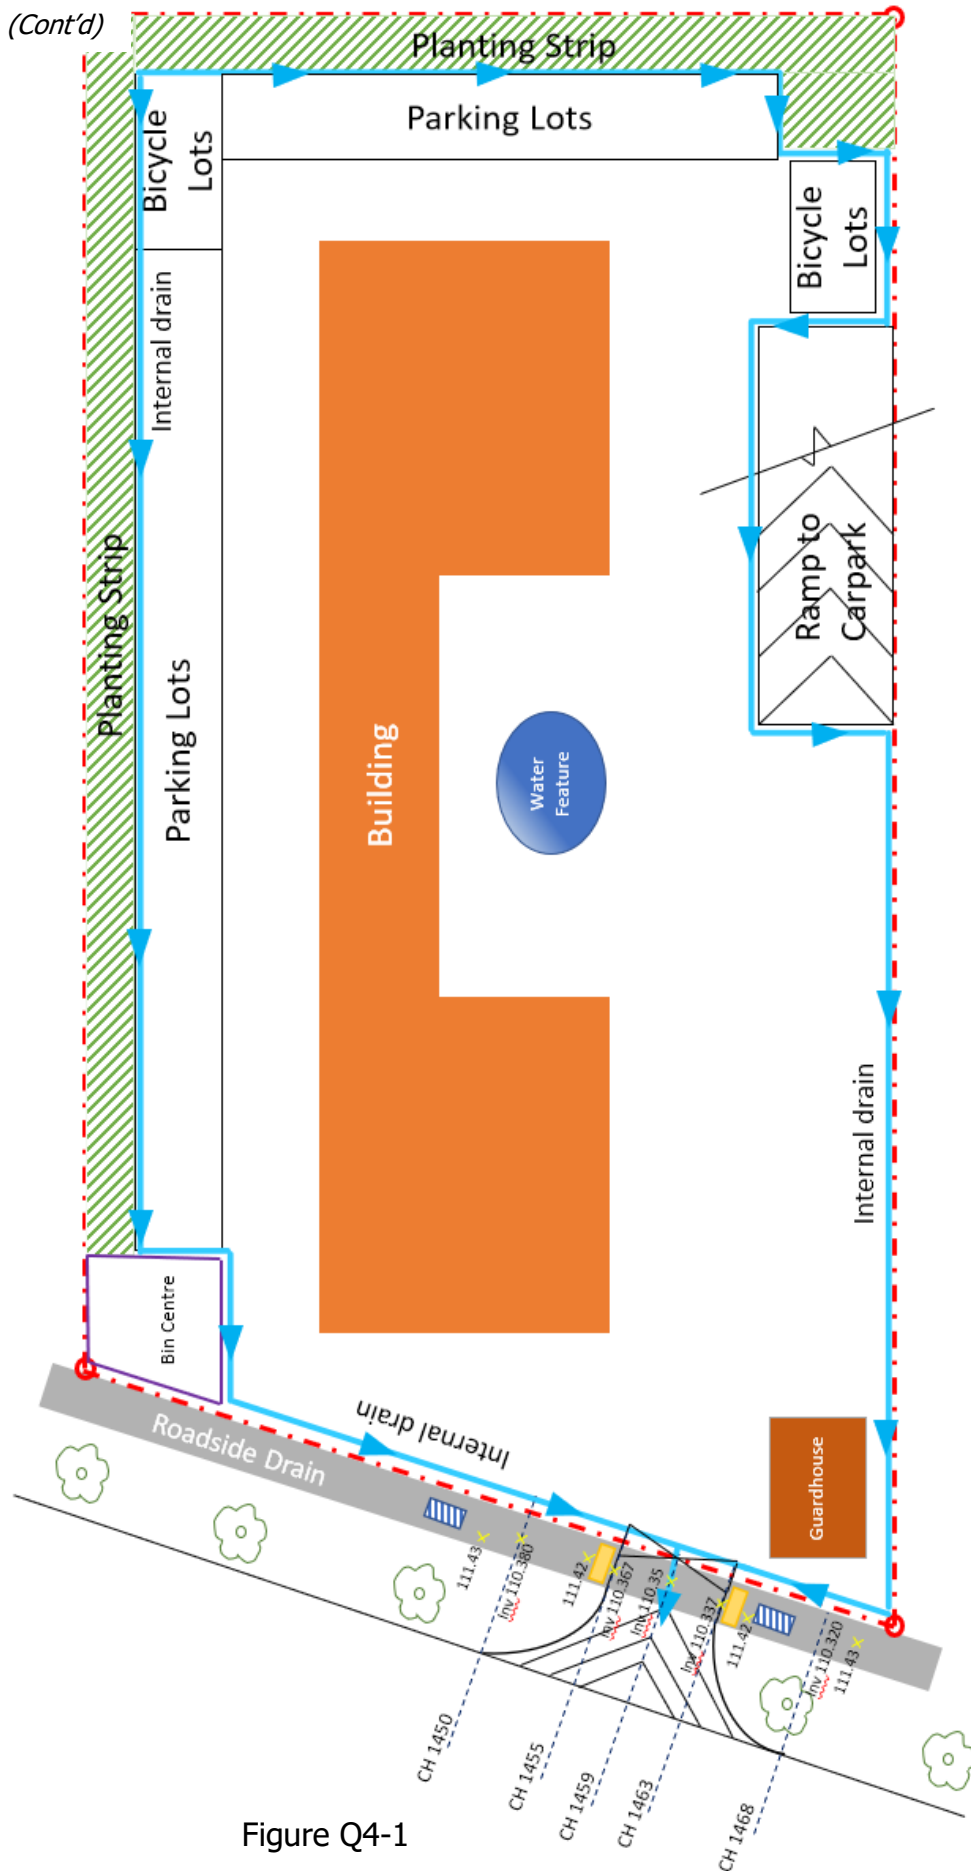 (Cont'd)
Planting Strip
Parking Lots
Bicycle
Lots
Bicycle
Lots
Internal drain
Ramp to
Carpark
Planting Strip
Parking Lots
Building
Water
Feature
Internal drain
Bin Centre
Internal drain
Roadside Drain
Guardhouse
111.43
Inv 110.380
111.42
Inv 110.367
Inv 110.35
Inv 110.337
111.42
Inv 110.320
111.43
CH 1450
CH 1455
CH 1459
CH 1463
CH 1468
Figure Q4-1